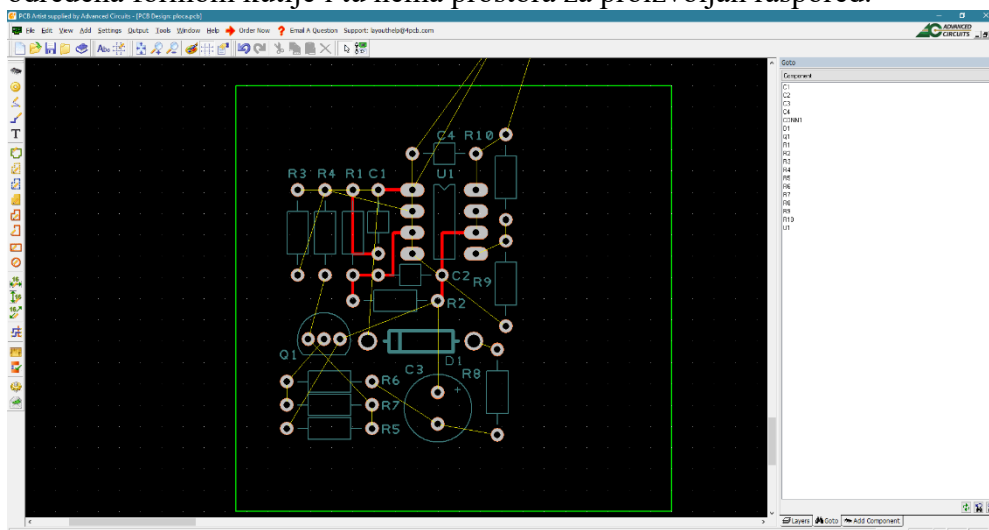 određena formom kutije i tu nema prostora za proizvoljan raspored.
PCB Artist supplied by Advanced Circuits - [PCB Design: ploca.pcb]
File Edit View Add Settings Output Tools Window Help Order Now ? Email A Question Support: layouthelp@4pcb.com
ADVANCED
CIRCUITS
Abc
T
Goto
Component
C1
C2
C3
C4
CONN1
D1
Q1
R1
R2
R3
R4
R5
R6
R7
R8
R9
R10
U1
C4 R10
R3 R4 R1 C1 U1
C2 R9
R2
Q1 D1
C3 R8
R6
+
R7
R5
Layers Goto Add Component